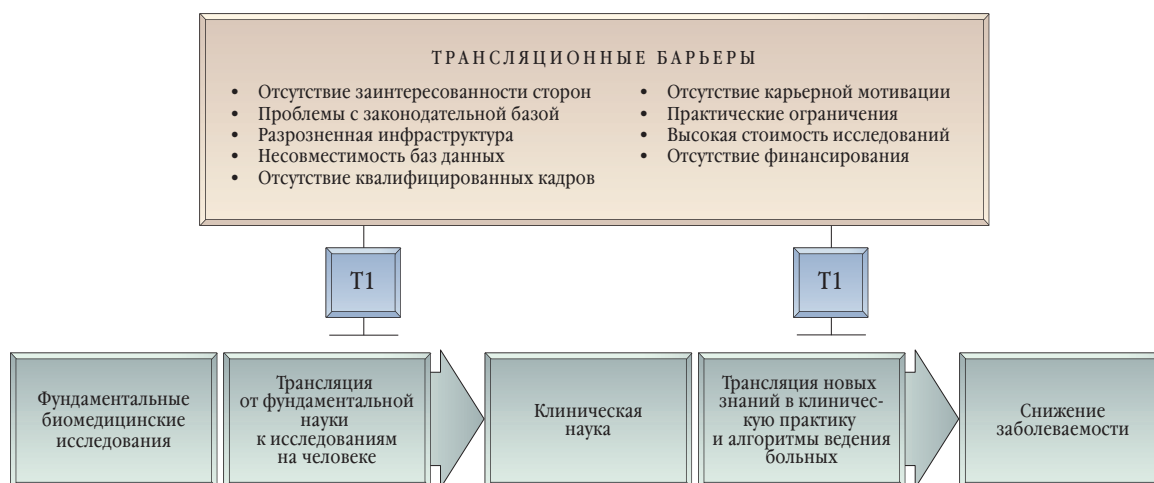 ТРАНСЛЯЦИОННЫЕ БАРЬЕРЫ
• Отсутствие заинтересованности сторон
• Проблемы с законодательной базой
• Разрозненная инфраструктура
• Несовместимость баз данных
• Отсутствие квалифицированных кадров
• Отсутствие карьерной мотивации
• Практические ограничения
• Высокая стоимость исследований
• Отсутствие финансирования
Т1
Т1
Фундаментальные
биомедицинские
исследования
Трансляция
от фундаментальной
науки
к исследованиям
на человеке
Клиническая
наука
Трансляция новых
знаний в клиничес-
кую практику
и алгоритмы ведения
больных
Снижение
заболеваемости